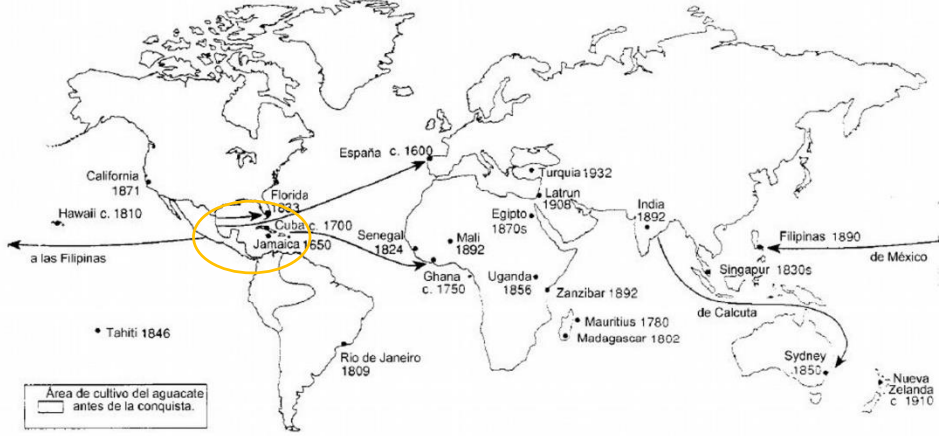 España c. 1600
California
1871
Turquia 1932
Florida
1833
Latrun
1908
Hawaii c. 1810
Egipto
1870s
India
1892
Cuba c. 1700
Jamaica 1650
Senegal
1824
Mali
1892
Filipinas 1890
a las Filipinas
de México
Ghana
c. 1750
Uganda
1856
Singapur 1830s
Zanzibar 1892
de Calcuta
Mauritius 1780
Madagascar 1802
Tahiti 1846
Rio de Janeiro
1809
Sydney
1850
Nueva
Zelanda
c 1910
Área de cultivo del aguacate
antes de la conquista.